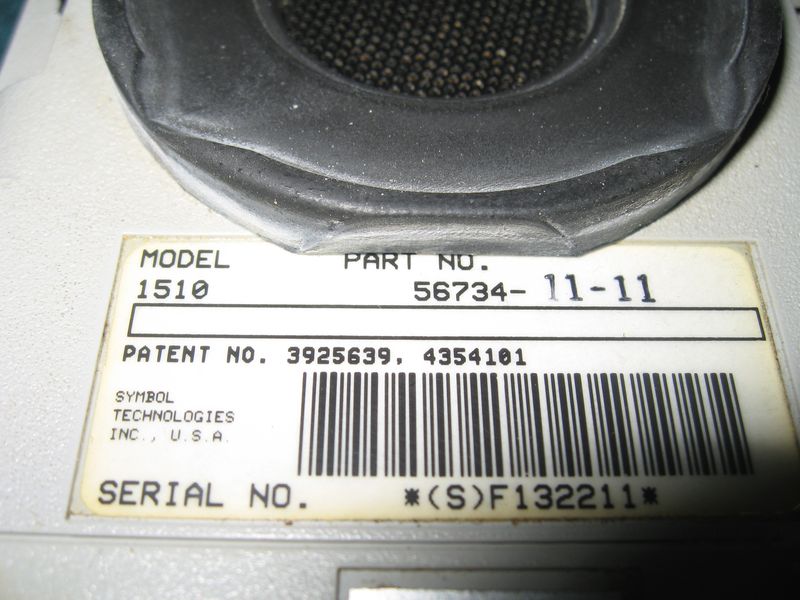 MODEL PART NO.
1510 56734-11-11
PATENT NO. 3925639, 4354101
SYMBOL
TECHNOLOGIES
INC., U.S.A.
SERIAL NO. *(S)F132211*